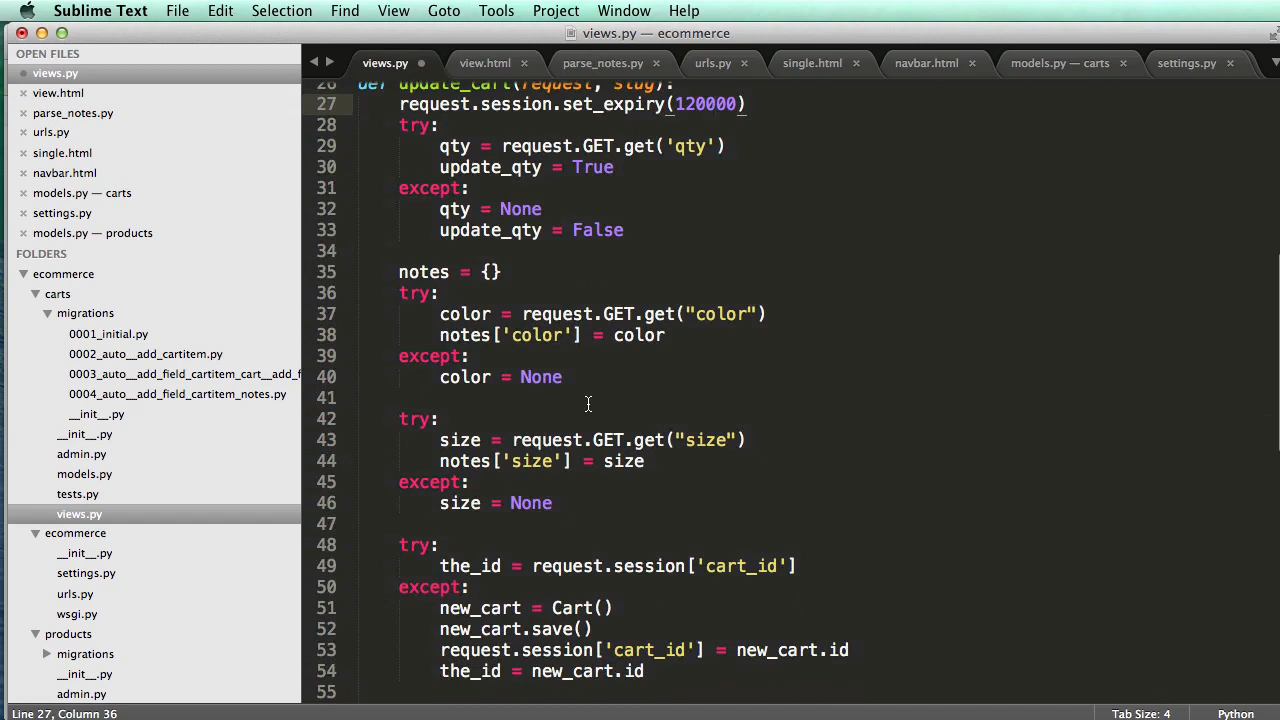 Sublime Text File Edit Selection Find View Goto Tools Project Window Help
views.py — ecommerce
OPEN FILES
views.py
view.html
parse_notes.py
urls.py
single.html
navbar.html
models.py — carts
settings.py
models.py — products
FOLDERS
ecommerce
carts
migrations
0001_initial.py
0002_auto__add_cartitem.py
0003_auto__add_field_cartitem_cart__add_f
0004_auto__add_field_cartitem_notes.py
__init__.py
__init__.py
admin.py
models.py
tests.py
views.py
ecommerce
__init__.py
settings.py
urls.py
wsgi.py
products
migrations
__init__.py
admin.py
views.py view.html parse_notes.py urls.py single.html navbar.html models.py — carts settings.py
26 def update_cart(request, slug):
27 request.session.set_expiry(120000)
28 try:
29 qty = request.GET.get('qty')
30 update_qty = True
31 except:
32 qty = None
33 update_qty = False
34
35 notes = {}
36 try:
37 color = request.GET.get("color")
38 notes['color'] = color
39 except:
40 color = None
41
42 try:
43 size = request.GET.get("size")
44 notes['size'] = size
45 except:
46 size = None
47
48 try:
49 the_id = request.session['cart_id']
50 except:
51 new_cart = Cart()
52 new_cart.save()
53 request.session['cart_id'] = new_cart.id
54 the_id = new_cart.id
55
Line 27, Column 36 Tab Size: 4 Python